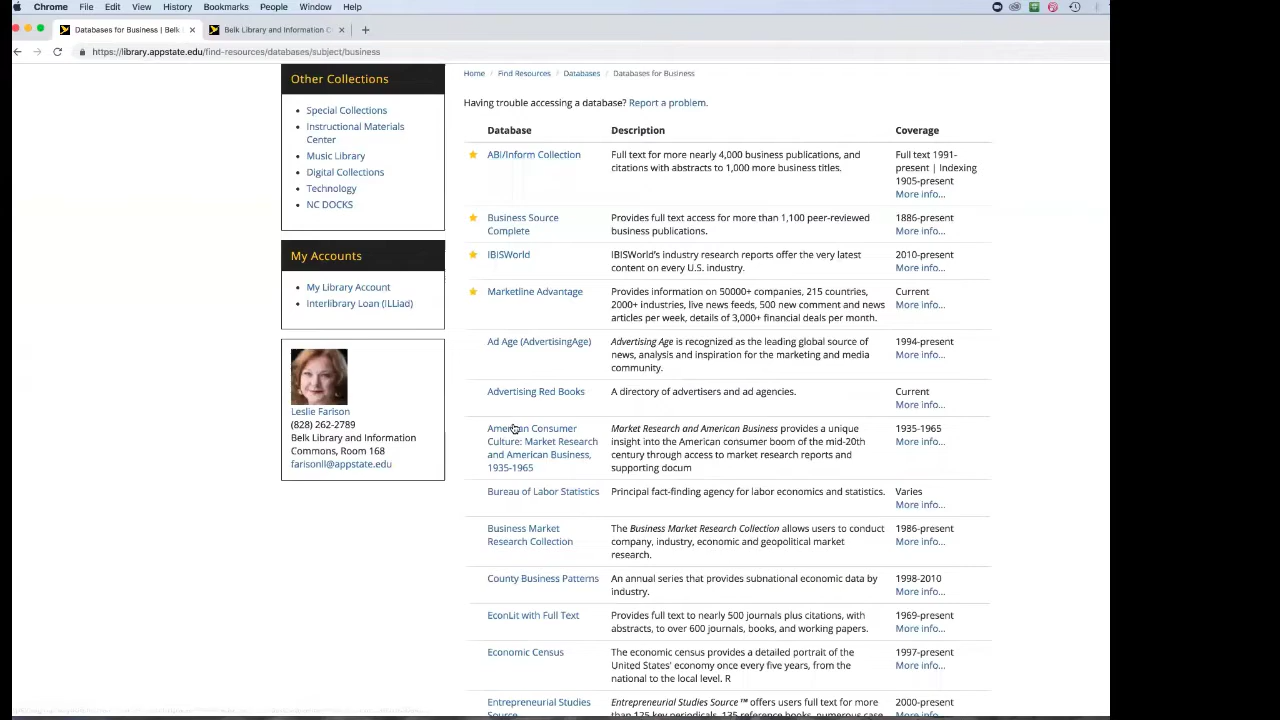 Chrome File Edit View History Bookmarks People Window Help
Databases for Business | Belk
Belk Library and Information C
https://library.appstate.edu/find-resources/databases/subject/business
Other Collections
• Special Collections
• Instructional Materials
Center
• Music Library
• Digital Collections
• Technology
• NC DOCKS
My Accounts
• My Library Account
• Interlibrary Loan (ILLiad)
Leslie Farison
(828) 262-2789
Belk Library and Information
Commons, Room 168
farisonll@appstate.edu
Home / Find Resources / Databases / Databases for Business
Having trouble accessing a database? Report a problem.
Database Description Coverage
ABI/Inform Collection Full text for more nearly 4,000 business publications, and Full text 1991-
citations with abstracts to 1,000 more business titles. present | Indexing
1905-present
More info...
Business Source Provides full text access for more than 1,100 peer-reviewed 1886-present
Complete business publications. More info...
IBISWorld IBISWorld's industry research reports offer the very latest 2010-present
content on every U.S. industry. More info...
Marketline Advantage Provides information on 50000+ companies, 215 countries, Current
2000+ industries, live news feeds, 500 new comment and news More info...
articles per week, details of 3,000+ financial deals per month.
Ad Age (AdvertisingAge) Advertising Age is recognized as the leading global source of 1994-present
news, analysis and inspiration for the marketing and media More info...
community.
Advertising Red Books A directory of advertisers and ad agencies. Current
More info...
American Consumer Market Research and American Business provides a unique 1935-1965
Culture: Market Research insight into the American consumer boom of the mid-20th More info...
and American Business, century through access to market research reports and
1935-1965 supporting docum
Bureau of Labor Statistics Principal fact-finding agency for labor economics and statistics. Varies
More info...
Business Market The Business Market Research Collection allows users to conduct 1986-present
Research Collection company, industry, economic and geopolitical market More info...
research.
County Business Patterns An annual series that provides subnational economic data by 1998-2010
industry. More info...
EconLit with Full Text Provides full text to nearly 500 journals plus citations, with 1969-present
abstracts, to over 600 journals, books, and working papers. More info...
Economic Census The economic census provides a detailed portrait of the 1997-present
United States' economy once every five years, from the More info...
national to the local level. R
Entrepreneurial Studies Entrepreneurial Studies Source ™ offers users full text for more 2000-present
Source than 125 key periodicals, 135 reference books, numerous case More info...